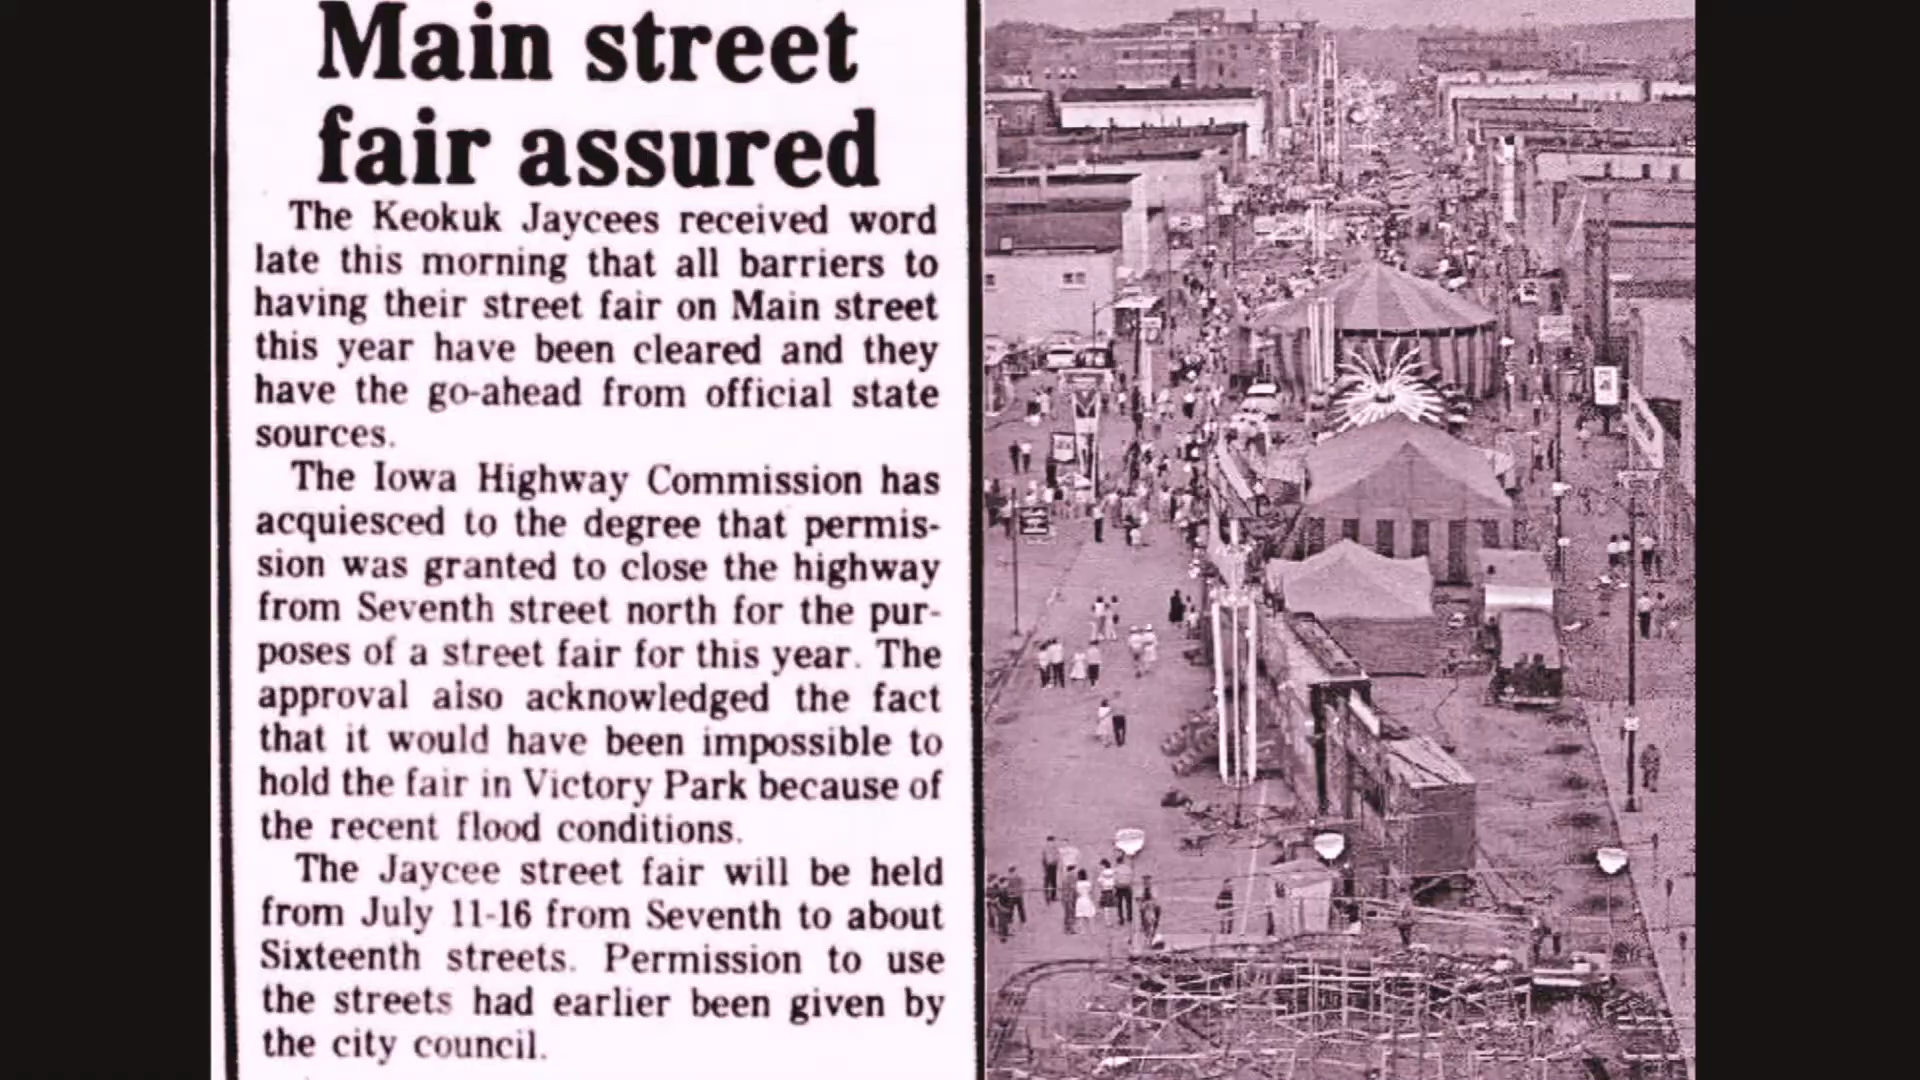 Main street
fair assured
The Keokuk Jaycees received word
late this morning that all barriers to
having their street fair on Main street
this year have been cleared and they
have the go-ahead from official state
sources.
The Iowa Highway Commission has
acquiesced to the degree that permis-
sion was granted to close the highway
from Seventh street north for the pur-
poses of a street fair for this year. The
approval also acknowledged the fact
that it would have been impossible to
hold the fair in Victory Park because of
the recent flood conditions.
The Jaycee street fair will be held
from July 11-16 from Seventh to about
Sixteenth streets. Permission to use
the streets had earlier been given by
the city council.